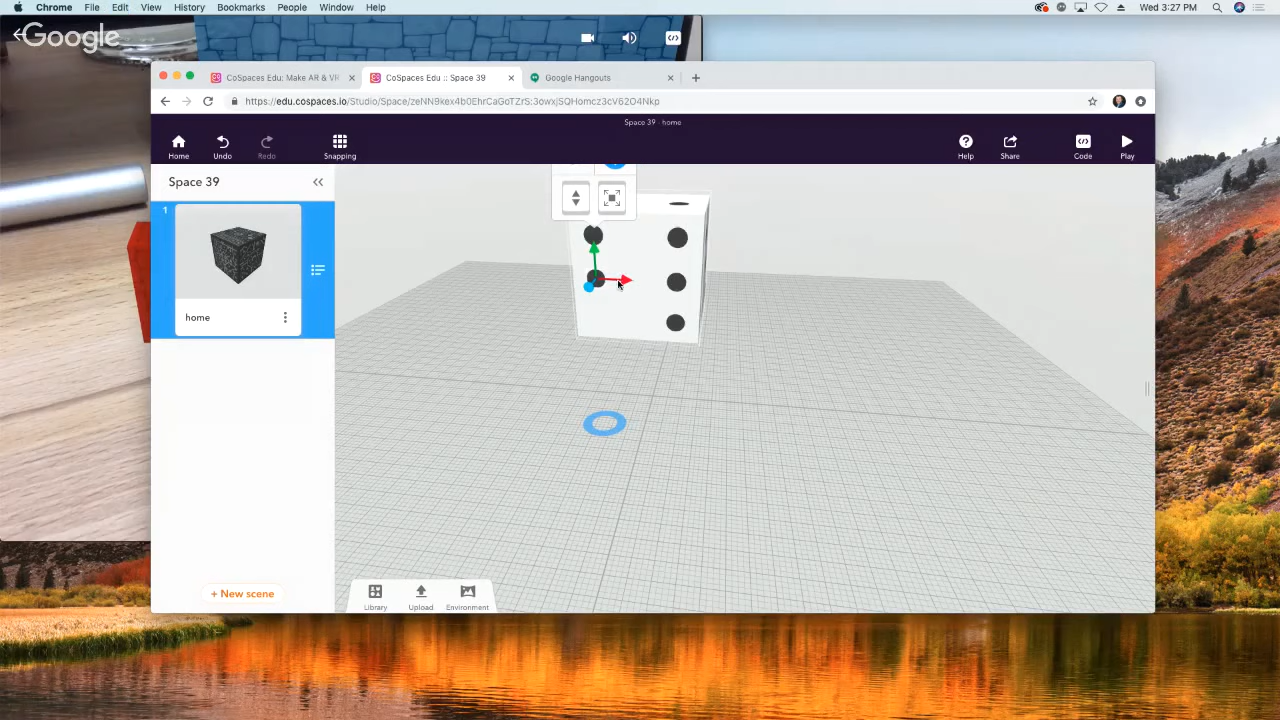 Chrome File Edit View History Bookmarks People Window Help
Wed 3:27 PM
Google
CoSpaces Edu: Make AR & VR
CoSpaces Edu :: Space 39
Google Hangouts
https://edu.cospaces.io/Studio/Space/zeNN9kex4b0EhrCaGoTZrS:3owxjSQHomcz3cV62O4Nkp
Space 39 - home
Home
Undo
Redo
Snapping
Help
Share
Code
Play
Space 39
1
home
+ New scene
Library
Upload
Environment